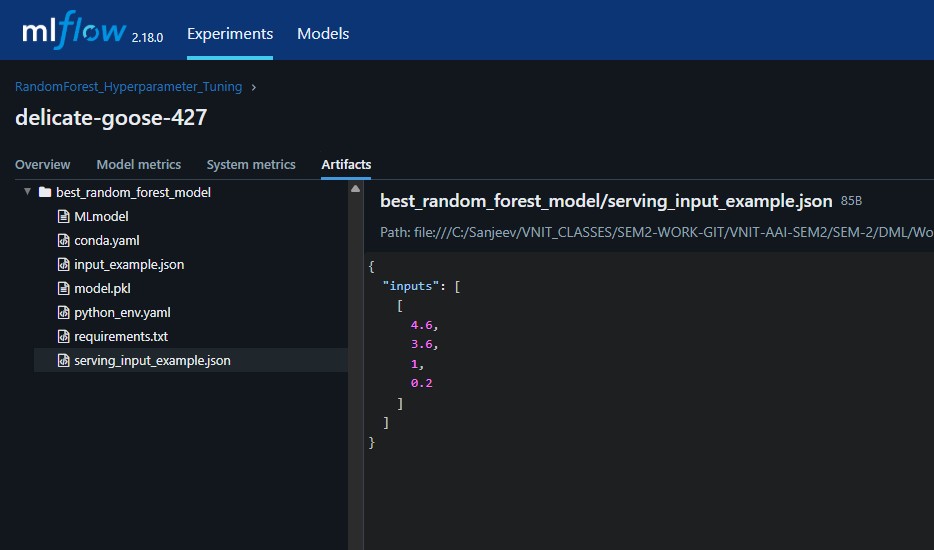 mlflow 2.18.0 Experiments Models
RandomForest_Hyperparameter_Tuning >
delicate-goose-427
Overview Model metrics System metrics Artifacts
best_random_forest_model
MLmodel
conda.yaml
input_example.json
model.pkl
python_env.yaml
requirements.txt
serving_input_example.json
best_random_forest_model/serving_input_example.json 85B
Path: file:///C:/Sanjeev/VNIT_CLASSES/SEM2-WORK-GIT/VNIT-AAI-SEM2/SEM-2/DML/Wo
{
"inputs": [
[
4.6,
3.6,
1,
0.2
]
]
}